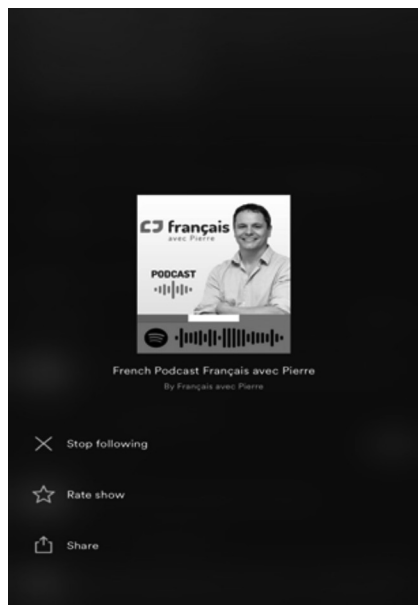 français
avec Pierre
PODCAST
French Podcast Français avec Pierre
By Français avec Pierre
Stop following
Rate show
Share